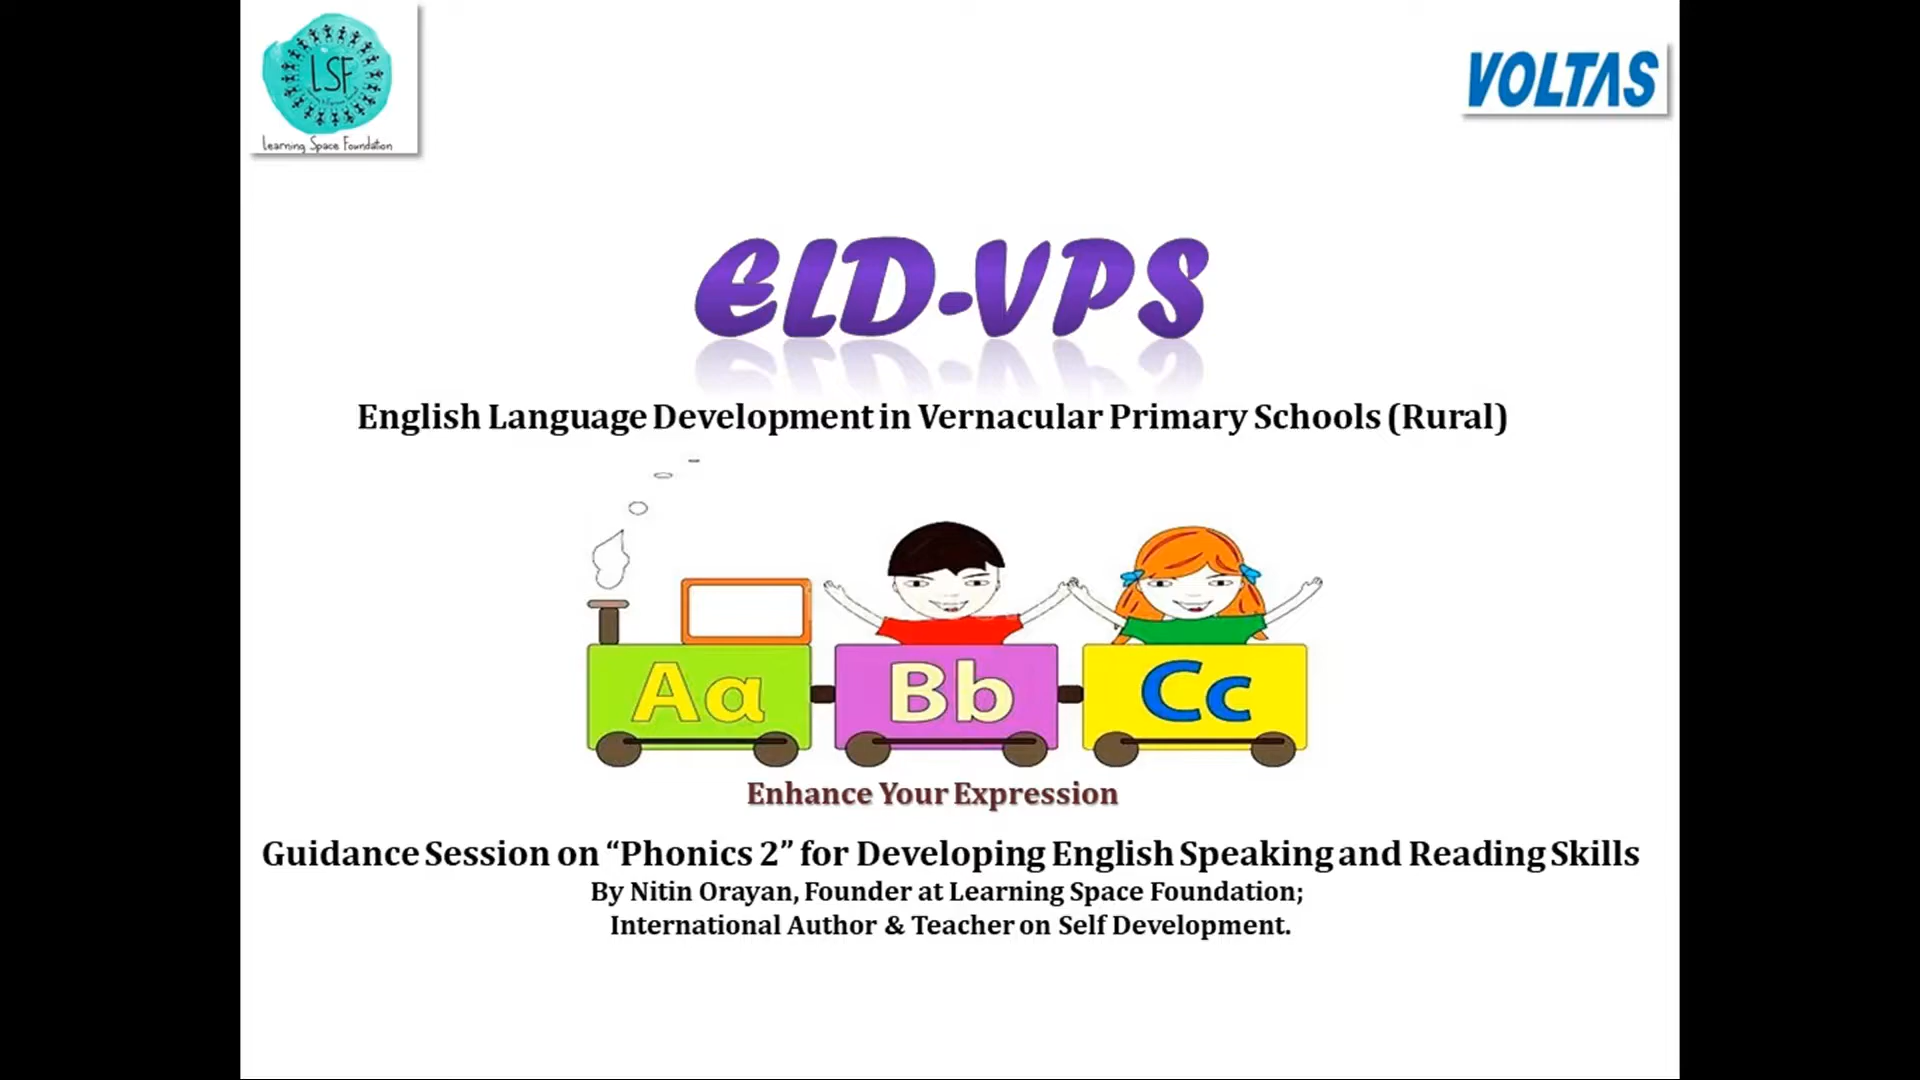 LSF
Learning Space Foundation
VOLTAS
ELD-VPS
English Language Development in Vernacular Primary Schools (Rural)
Aa Bb Cc
Enhance Your Expression
Guidance Session on “Phonics 2” for Developing English Speaking and Reading Skills
By Nitin Orayan, Founder at Learning Space Foundation;
International Author & Teacher on Self Development.